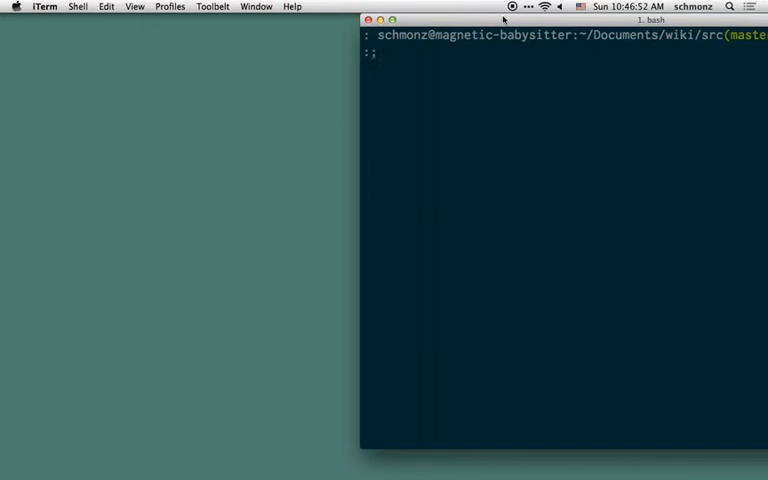 iTerm Shell Edit View Profiles Toolbelt Window Help Sun 10:46:52 AM schmonz
1. bash
: schmonz@magnetic-babysitter:~/Documents/wiki/src(master
:;